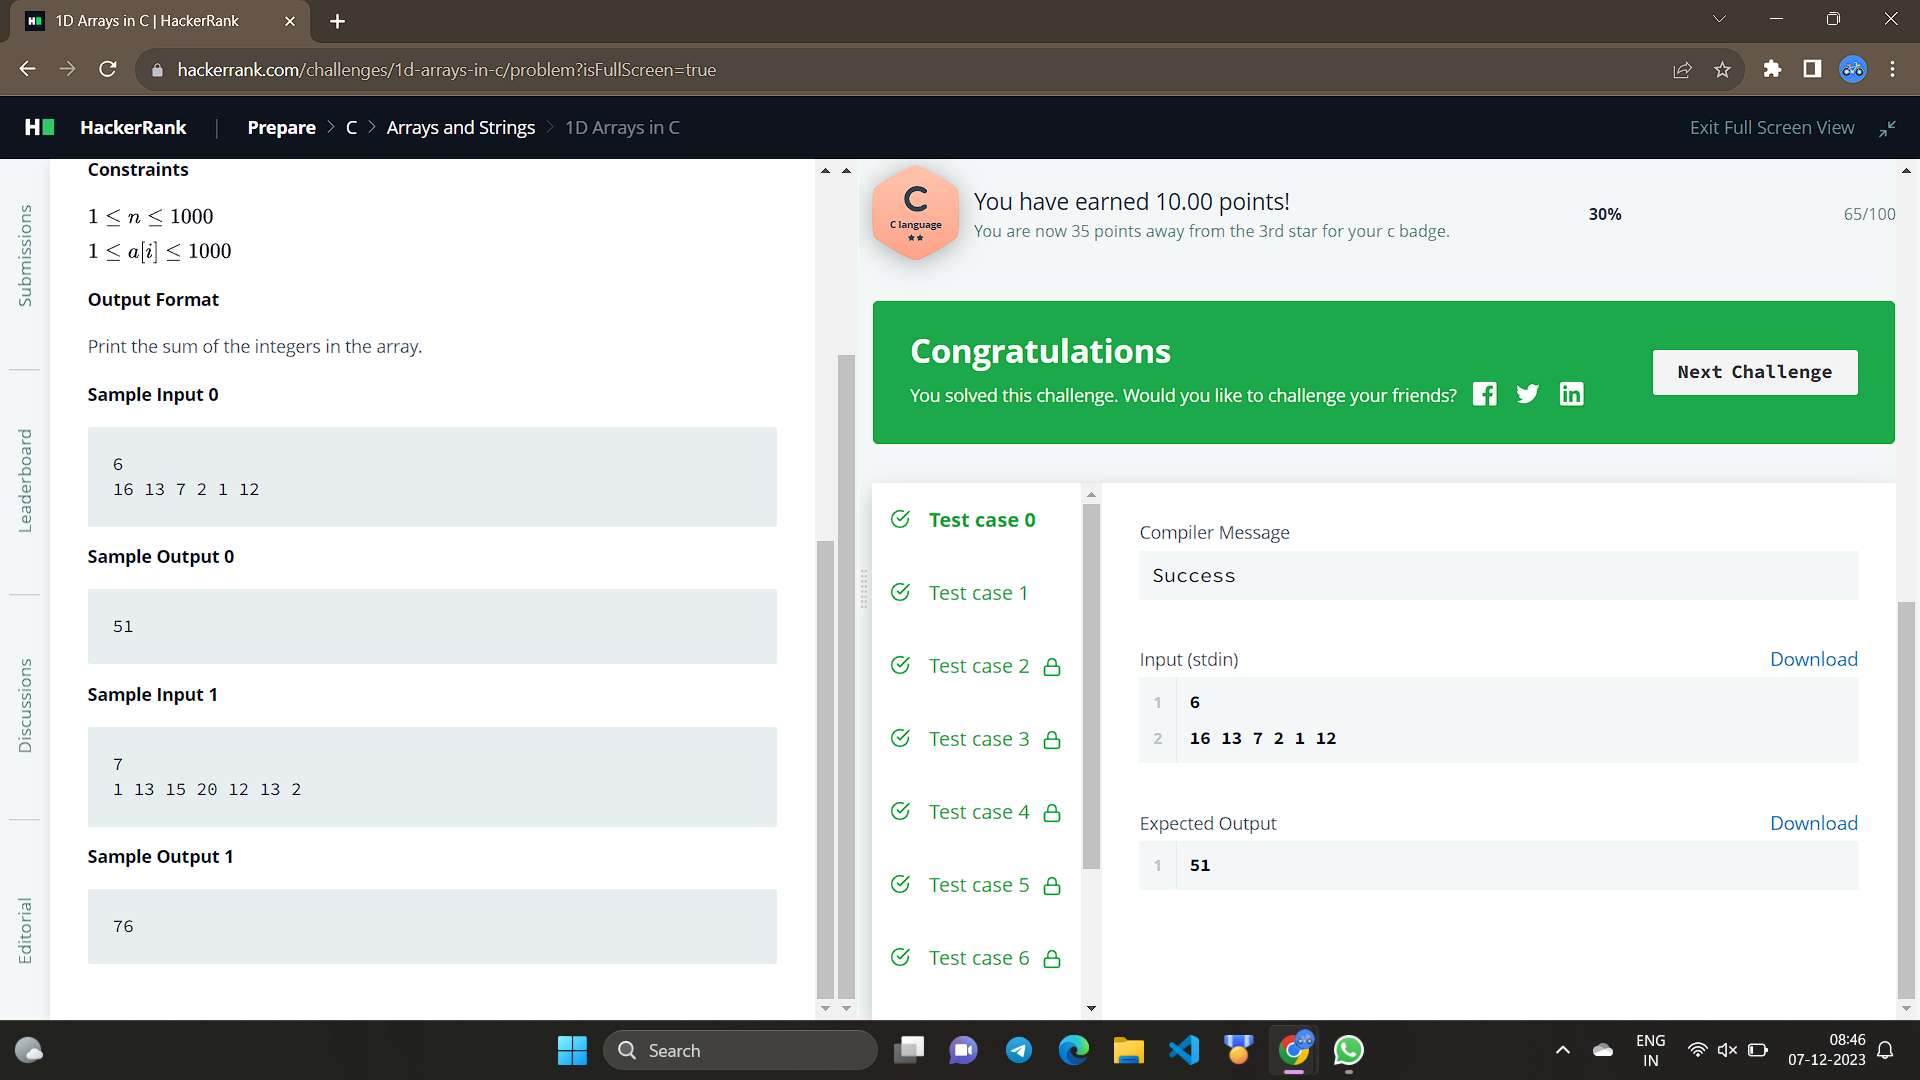 1D Arrays in C | HackerRank
hackerrank.com/challenges/1d-arrays-in-c/problem?isFullScreen=true
H
HackerRank
Prepare > C > Arrays and Strings > 1D Arrays in C
Exit Full Screen View
Submissions
Leaderboard
Discussions
Editorial
Constraints
1 ≤ n ≤ 1000
1 ≤ a[i] ≤ 1000
Output Format
Print the sum of the integers in the array.
Sample Input 0
6
16 13 7 2 1 12
Sample Output 0
51
Sample Input 1
7
1 13 15 20 12 13 2
Sample Output 1
76
C
C language
You have earned 10.00 points!
You are now 35 points away from the 3rd star for your c badge.
30%
65/100
Congratulations
You solved this challenge. Would you like to challenge your friends?
Next Challenge
Test case 0
Test case 1
Test case 2
Test case 3
Test case 4
Test case 5
Test case 6
Compiler Message
Success
Input (stdin)
Download
1 6
2 16 13 7 2 1 12
Expected Output
Download
1 51
Search
ENG
IN
08:46
07-12-2023